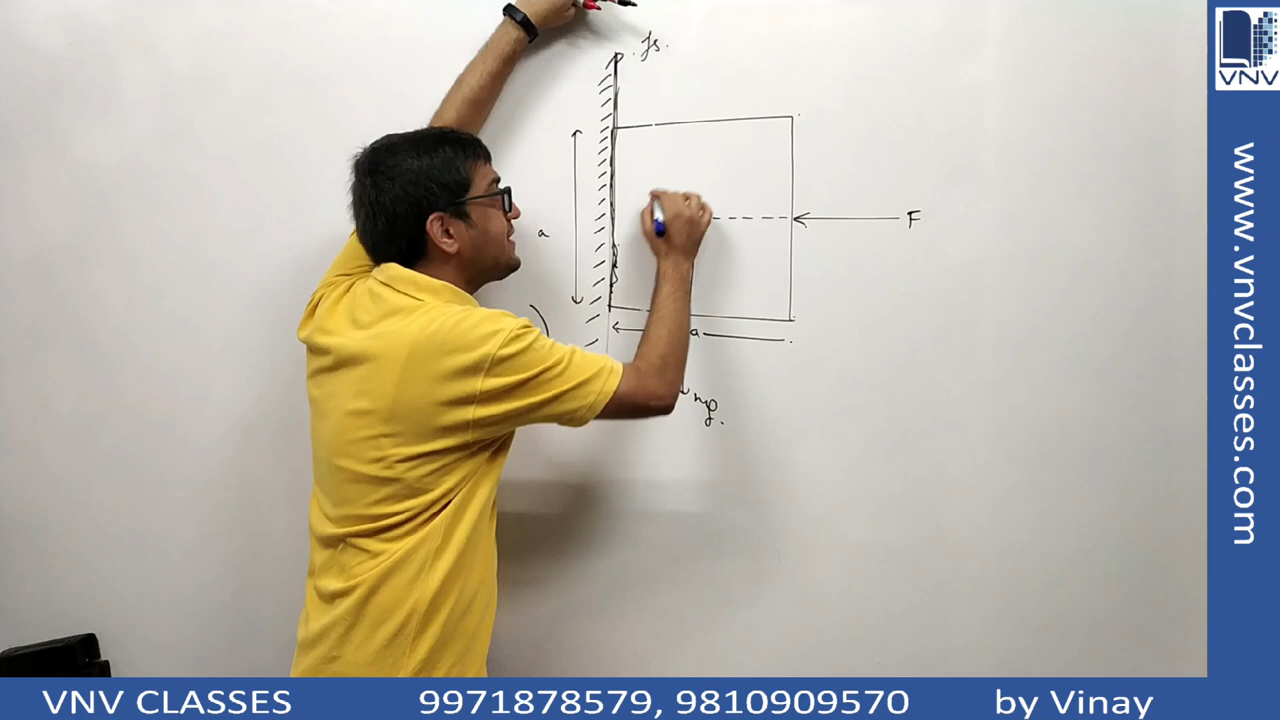 fs.
a
F
a
mg.
VNV
www.vnvclasses.com
VNV CLASSES 9971878579, 9810909570 by Vinay